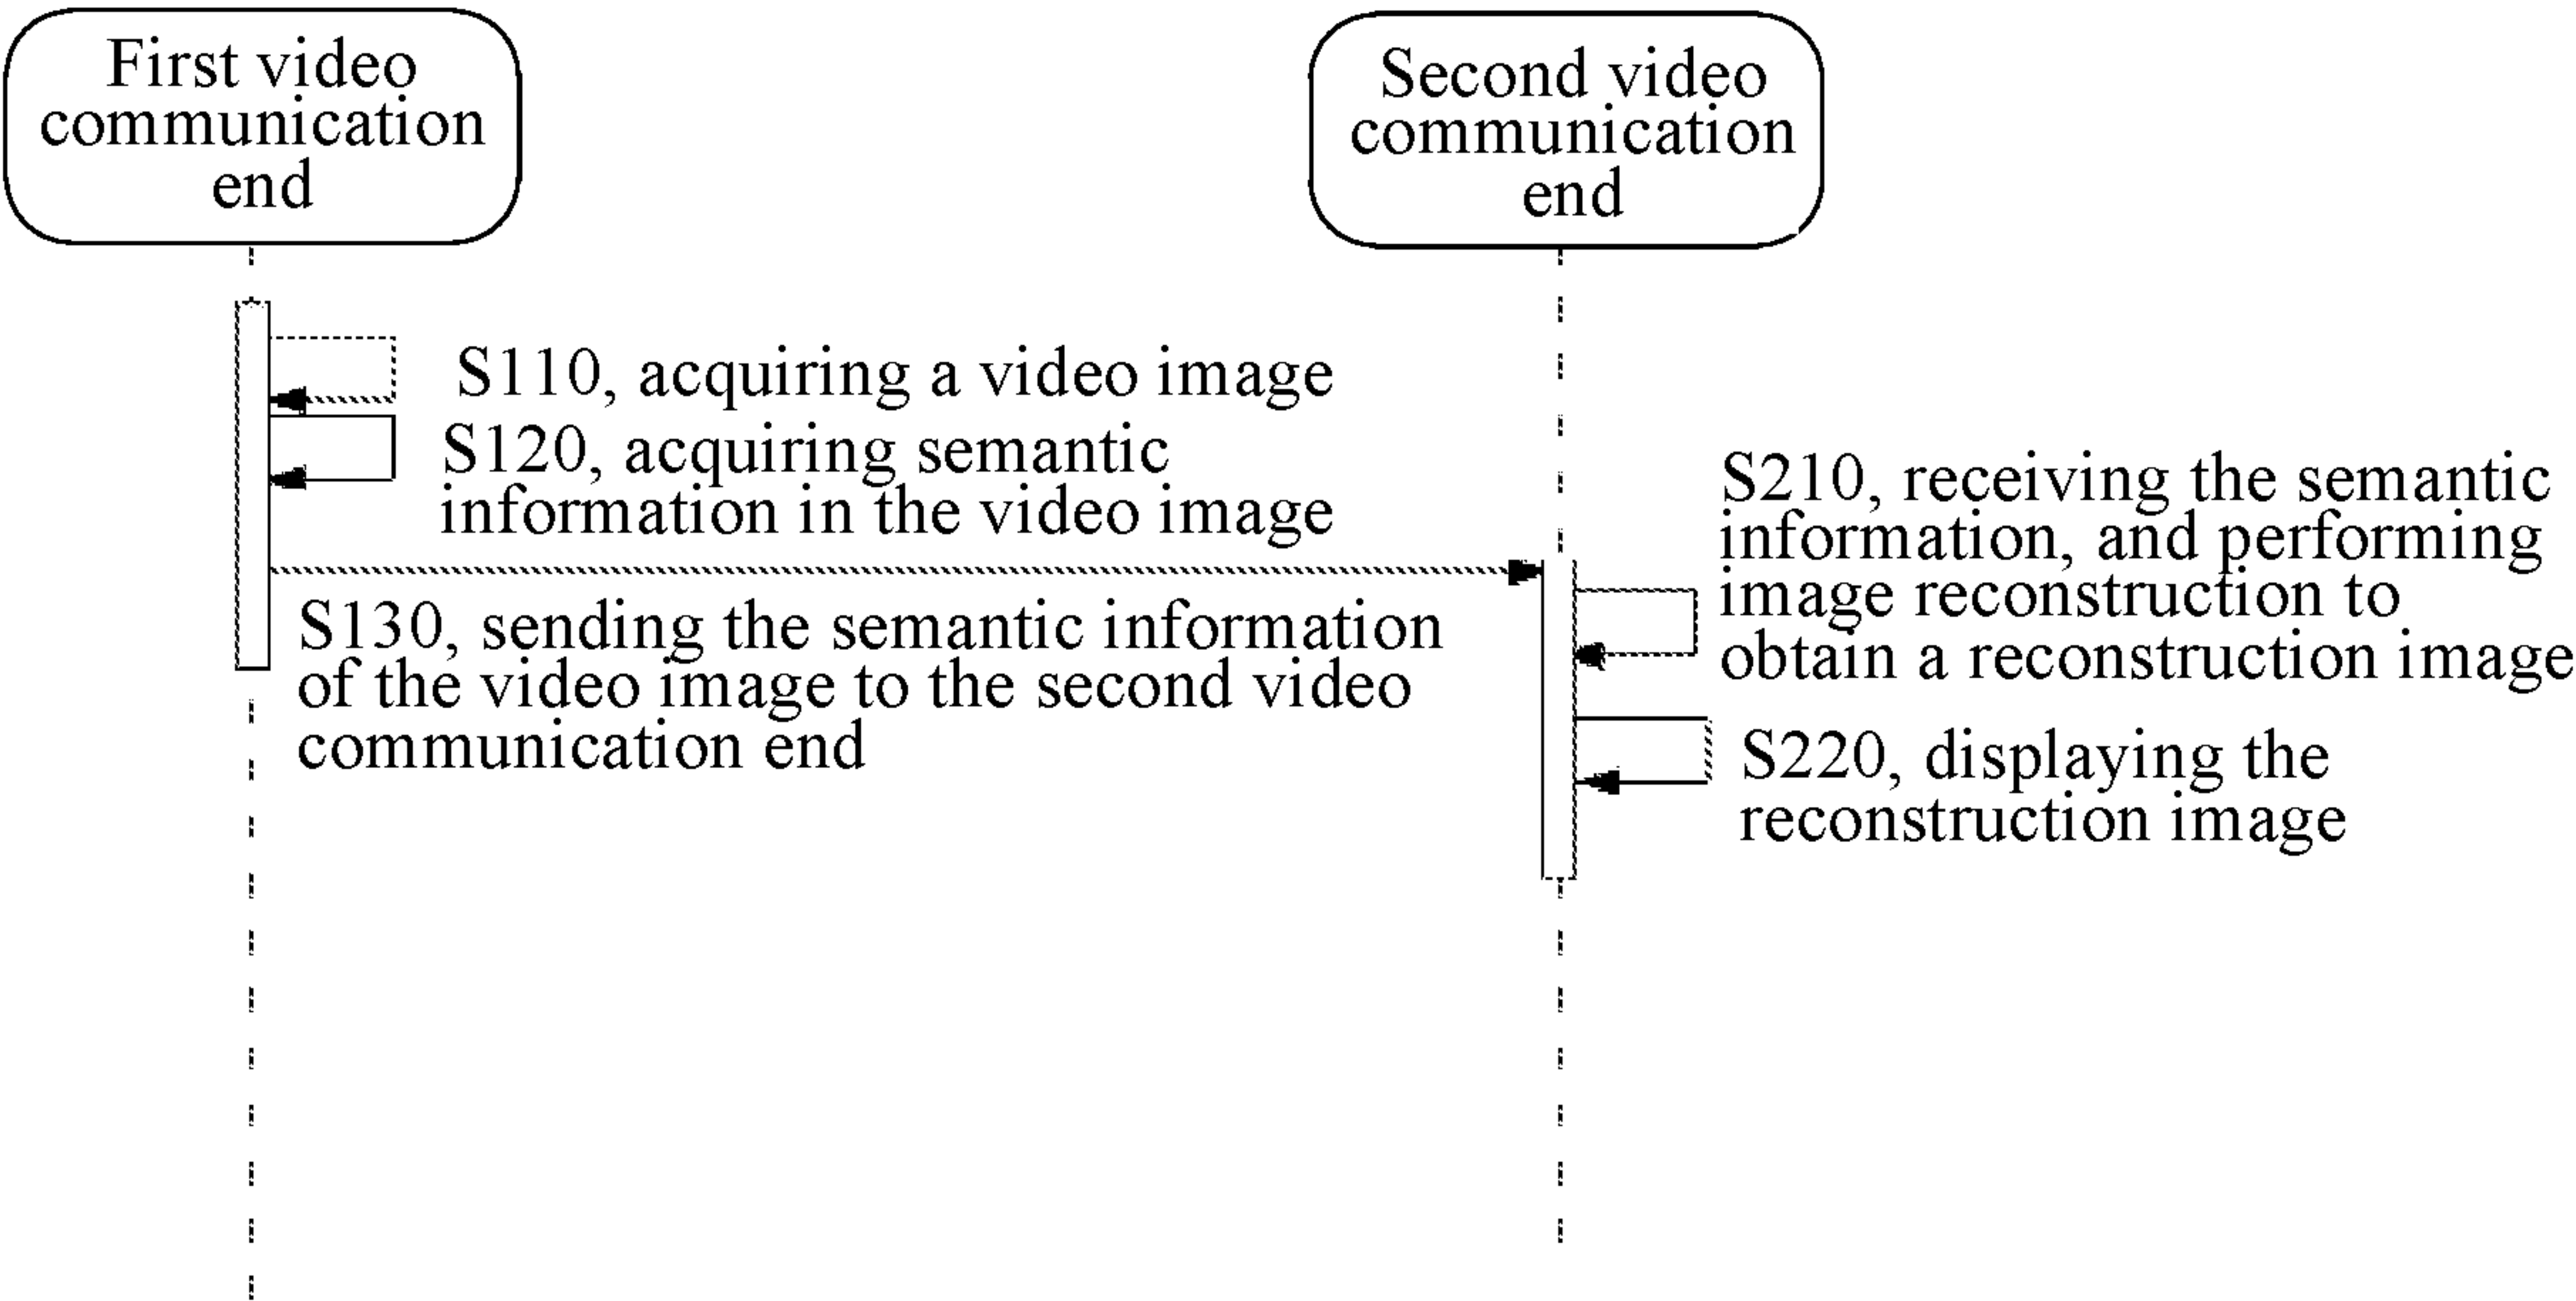 First video
communication
end
Second video
communication
end
S110, acquiring a video image
S120, acquiring semantic
information in the video image
S130, sending the semantic information
of the video image to the second video
communication end
S210, receiving the semantic
information, and performing
image reconstruction to
obtain a reconstruction image
S220, displaying the
reconstruction image